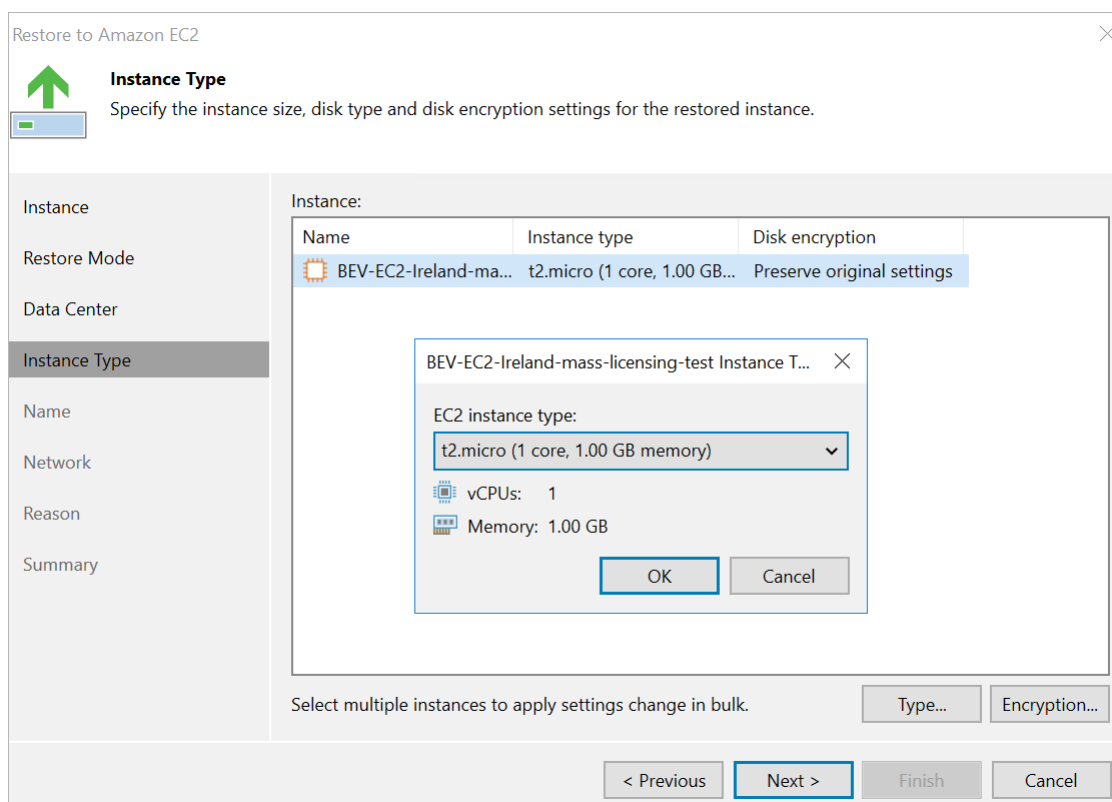 Restore to Amazon EC2
Instance Type
Specify the instance size, disk type and disk encryption settings for the restored instance.
Instance
Restore Mode
Data Center
Instance Type
Name
Network
Reason
Summary
Instance:
Name Instance type Disk encryption
BEV-EC2-Ireland-ma... t2.micro (1 core, 1.00 GB... Preserve original settings
BEV-EC2-Ireland-mass-licensing-test Instance T...
EC2 instance type:
t2.micro (1 core, 1.00 GB memory)
vCPUs: 1
Memory: 1.00 GB
OK Cancel
Select multiple instances to apply settings change in bulk. Type... Encryption...
< Previous Next > Finish Cancel